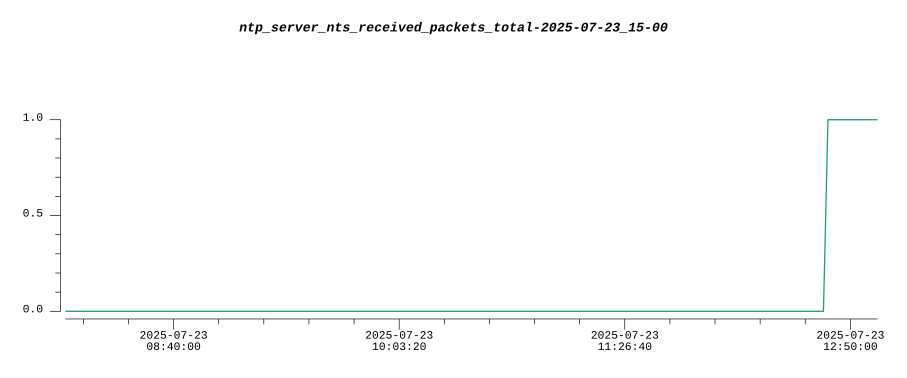 ntp_server_nts_received_packets_total-2025-07-23_15-00
1.0
0.5
0.0
2025-07-23 2025-07-23 2025-07-23 2025-07-23
08:40:00 10:03:20 11:26:40 12:50:00